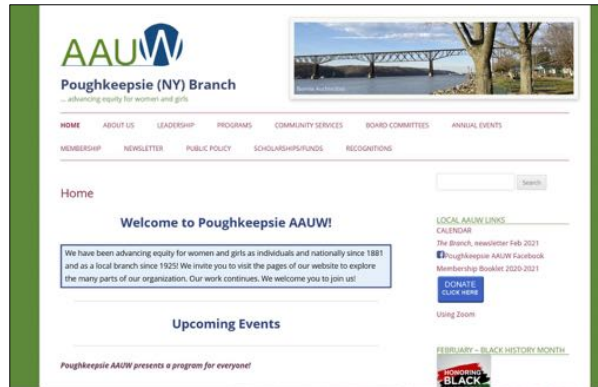 AAUW
Poughkeepsie (NY) Branch
... advancing equity for women and girls
HOME ABOUT US LEADERSHIP PROGRAMS COMMUNITY SERVICES BOARD COMMITTEES ANNUAL EVENTS
MEMBERSHIP NEWSLETTER PUBLIC POLICY SCHOLARSHIPS/FUNDS RECOGNITIONS
Home
Welcome to Poughkeepsie AAUW!
We have been advancing equity for women and girls as individuals and nationally since 1881
and as a local branch since 1925! We invite you to visit the pages of our website to explore
the many parts of our organization. Our work continues. We welcome you to join us!
Upcoming Events
Poughkeepsie AAUW presents a program for everyone!
Search
LOCAL AAUW LINKS
CALENDAR
The Branch, newsletter Feb 2021
Poughkeepsie AAUW Facebook
Membership Booklet 2020-2021
DONATE
CLICK HERE
Using Zoom
FEBRUARY – BLACK HISTORY MONTH
HONORING
BLACK